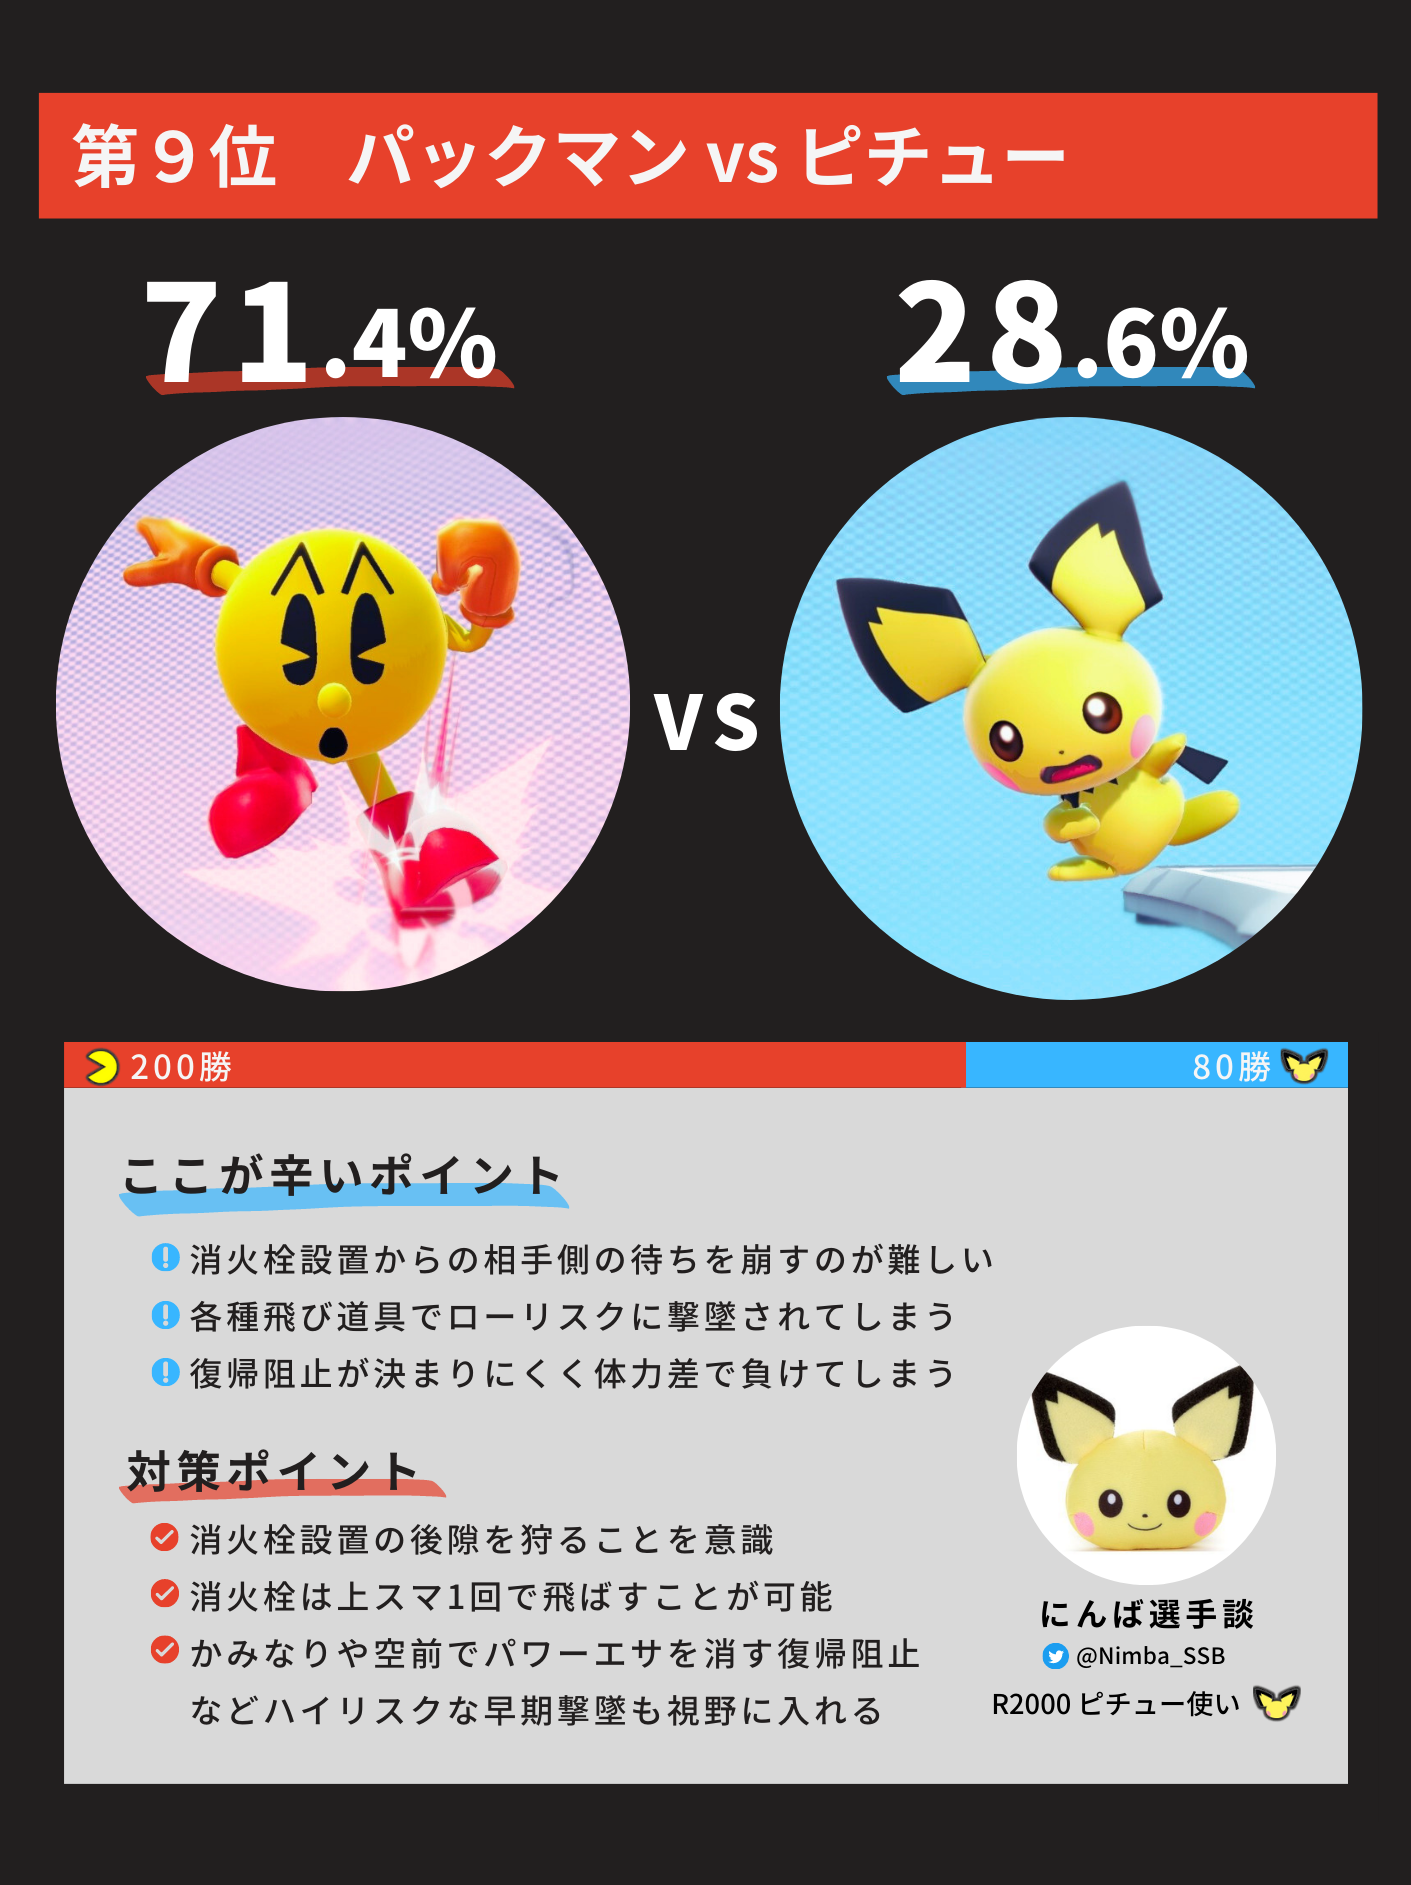 第９位　パックマン vs ピチュー
71.4%
28.6%
vs
200勝
80勝
ここが辛いポイント
消火栓設置からの相手側の待ちを崩すのが難しい
各種飛び道具でローリスクに撃墜されてしまう
復帰阻止が決まりにくく体力差で負けてしまう
対策ポイント
消火栓設置の後隙を狩ることを意識
消火栓は上スマ1回で飛ばすことが可能
かみなりや空前でパワーエサを消す復帰阻止
などハイリスクな早期撃墜も視野に入れる
にんば選手談
@Nimba_SSB
R2000 ピチュー使い